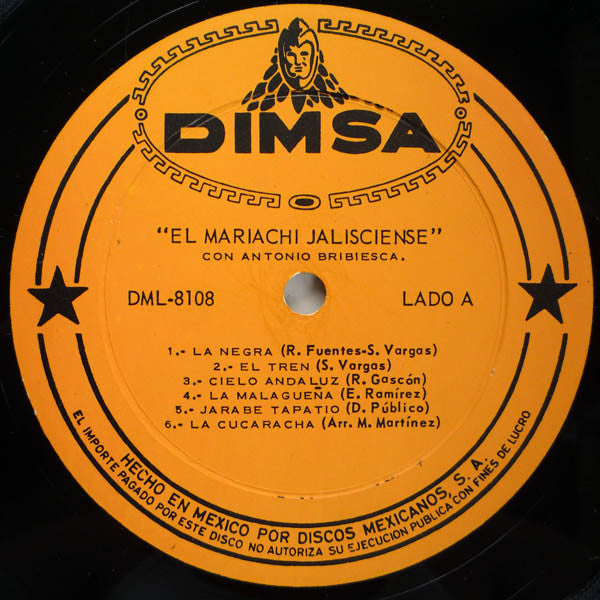 DIMSA
"EL MARIACHI JALISCIENSE"
CON ANTONIO BRIBIESCA.
DML-8108
LADO A
1.- LA NEGRA (R. Fuentes-S. Vargas)
2.- EL TREN (S. Vargas)
3.- CIELO ANDALUZ (R. Gascón)
4.- LA MALAGUEÑA (E. Ramírez)
5.- JARABE TAPATIO (D. Público)
6.- LA CUCARACHA (Arr. M. Martínez)
HECHO EN MEXICO POR DISCOS MEXICANOS, S. A.
EL IMPORTE PAGADO POR ESTE DISCO NO AUTORIZA SU EJECUCION PUBLICA CON FINES DE LUCRO